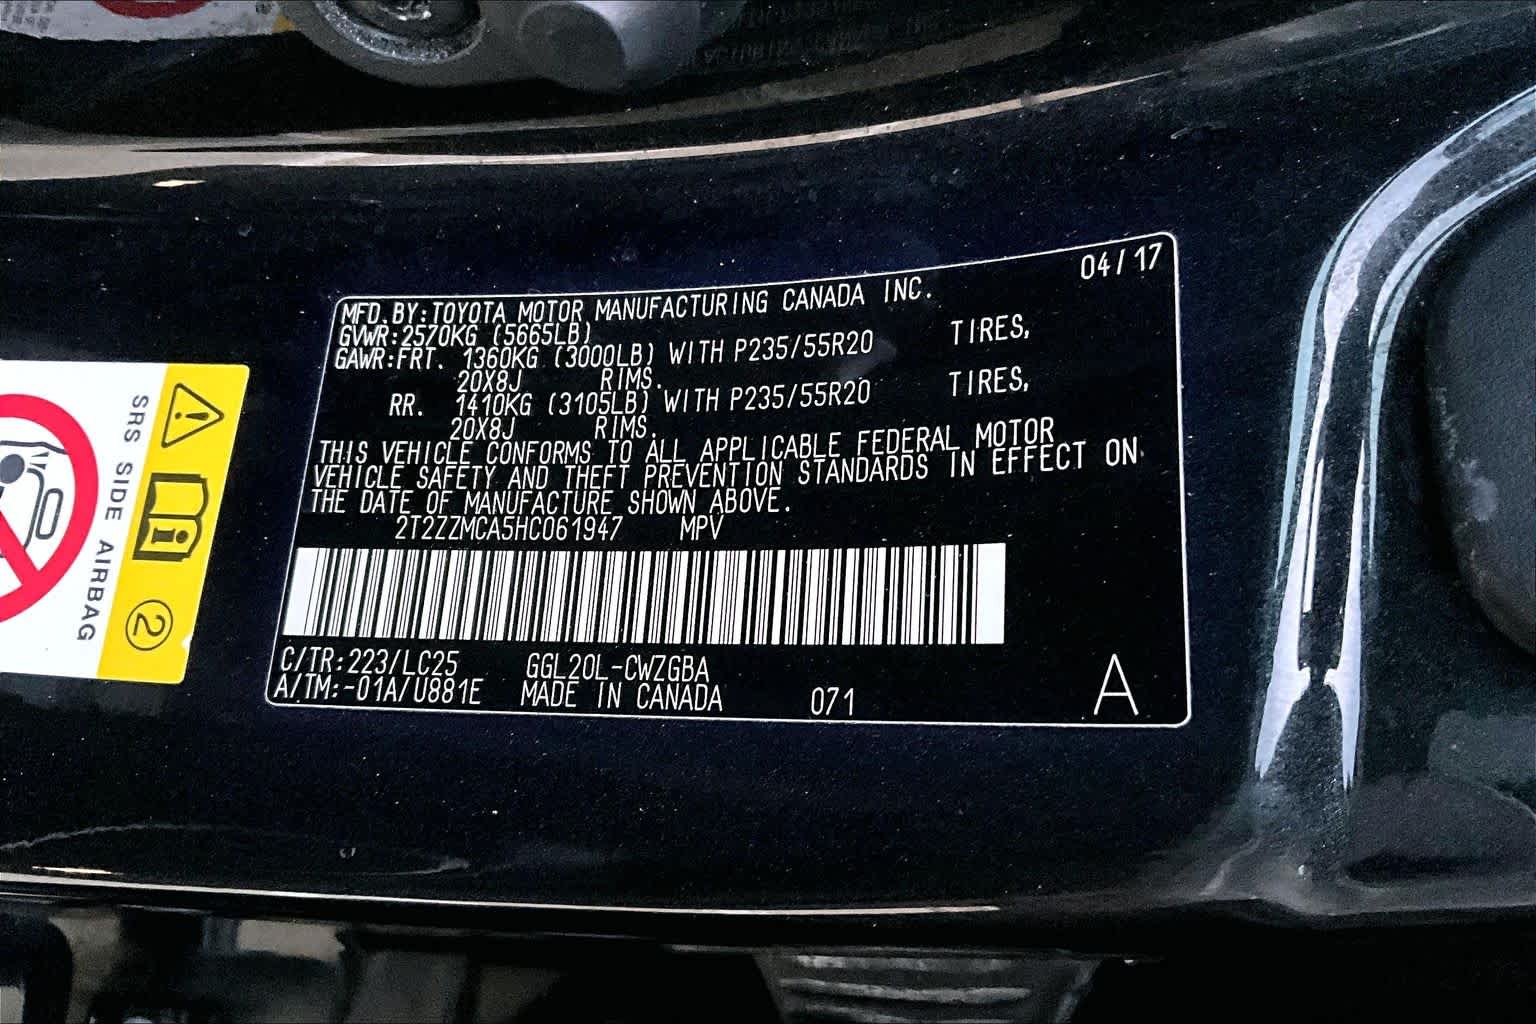 04/17
MFD.BY:TOYOTA MOTOR MANUFACTURING CANADA INC.
GVWR:2570KG (5665LB)
GAWR:FRT. 1360KG (3000LB) WITH P235/55R20 TIRES,
20X8J RIMS.
RR. 1410KG (3105LB) WITH P235/55R20 TIRES,
20X8J RIMS.
THIS VEHICLE CONFORMS TO ALL APPLICABLE FEDERAL MOTOR
VEHICLE SAFETY AND THEFT PREVENTION STANDARDS IN EFFECT ON
THE DATE OF MANUFACTURE SHOWN ABOVE.
2T2ZZMCA5HC061947 MPV
C/TR:223/LC25 GGL20L-CWZGBA
A/TM:-01A/U881E MADE IN CANADA 071 A
SRS SIDE AIRBAG
2